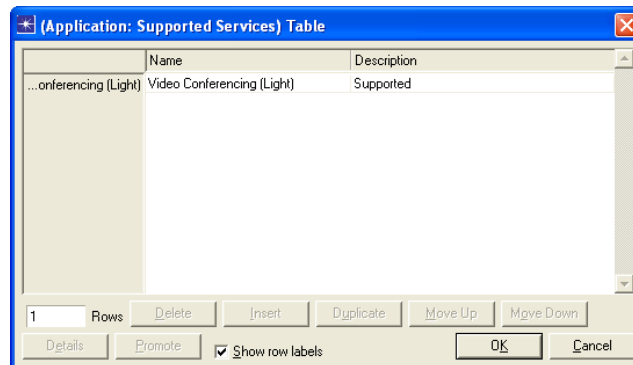 (Application: Supported Services) Table
Name Description
...onferencing (Light) Video Conferencing (Light) Supported
1 Rows Delete Insert Duplicate Move Up Move Down
Details Promote Show row labels OK Cancel